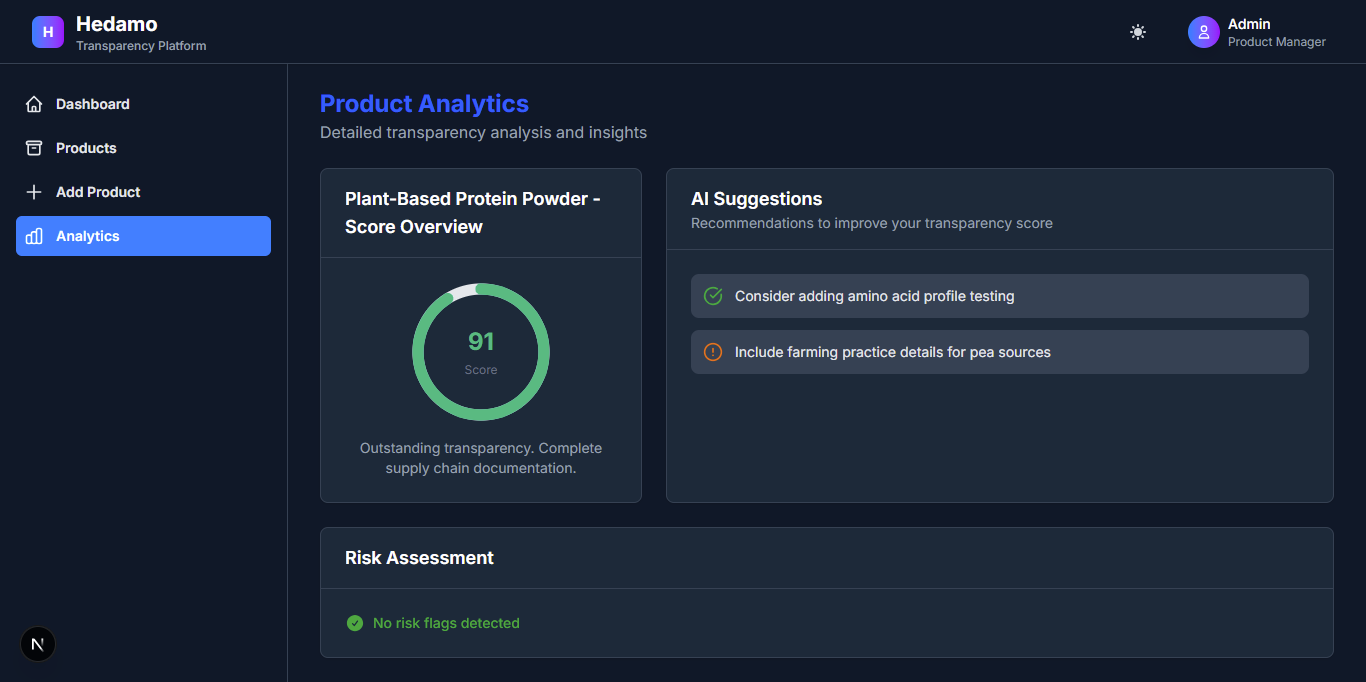 H
Hedamo
Transparency Platform
Admin
Product Manager
Dashboard
Products
Add Product
Analytics
Product Analytics
Detailed transparency analysis and insights
Plant-Based Protein Powder -
Score Overview
91
Score
Outstanding transparency. Complete
supply chain documentation.
AI Suggestions
Recommendations to improve your transparency score
Consider adding amino acid profile testing
Include farming practice details for pea sources
Risk Assessment
No risk flags detected
N